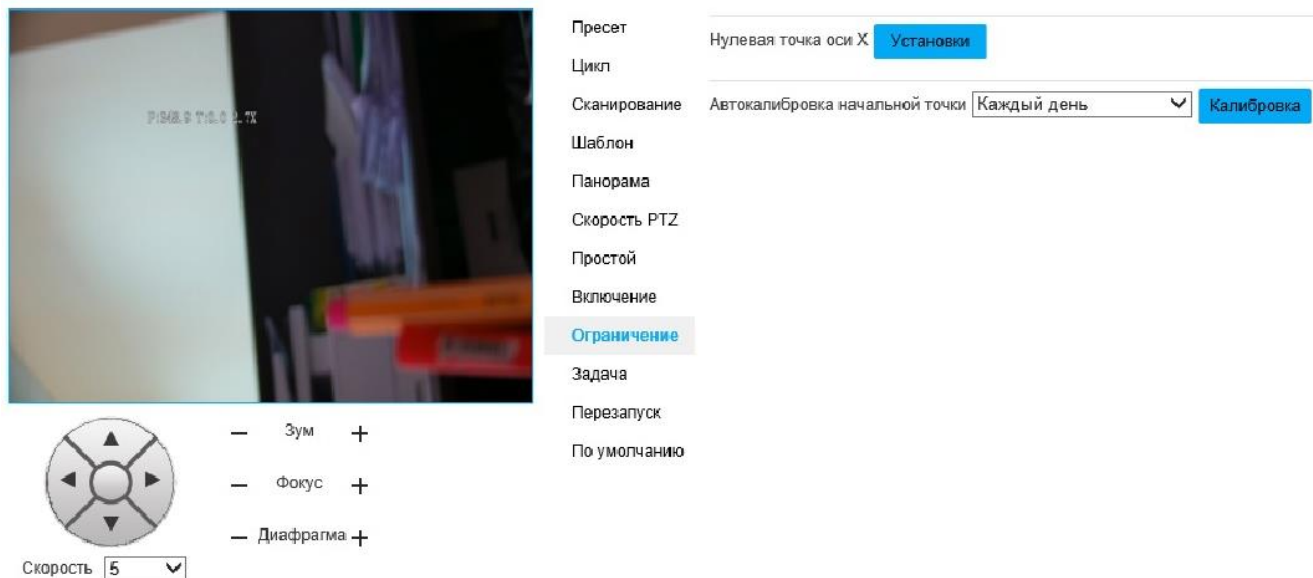 Пресет
Цикл
Сканирование
Шаблон
Панорама
Скорость PTZ
Простой
Включение
Ограничение
Задача
Перезапуск
По умолчанию
Нулевая точка оси X Установки
Автокалибровка начальной точки Каждый день Калибровка
Зум
Фокус
Диафрагма
Скорость 5